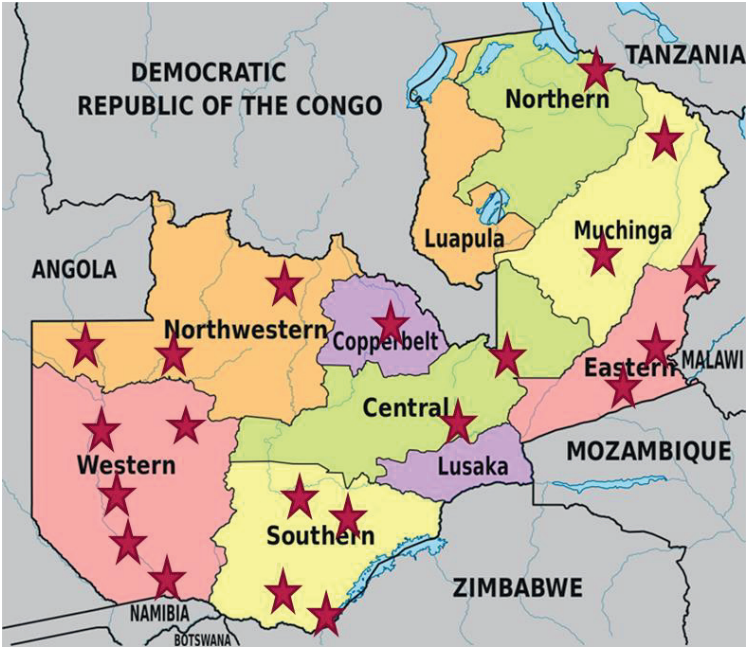 TANZANIA
DEMOCRATIC
REPUBLIC OF THE CONGO
Northern
Luapula
Muchinga
ANGOLA
Northwestern
Copperbelt
Eastern
MALAWI
Central
Western
Lusaka
MOZAMBIQUE
Southern
ZIMBABWE
NAMIBIA
BOTSWANA